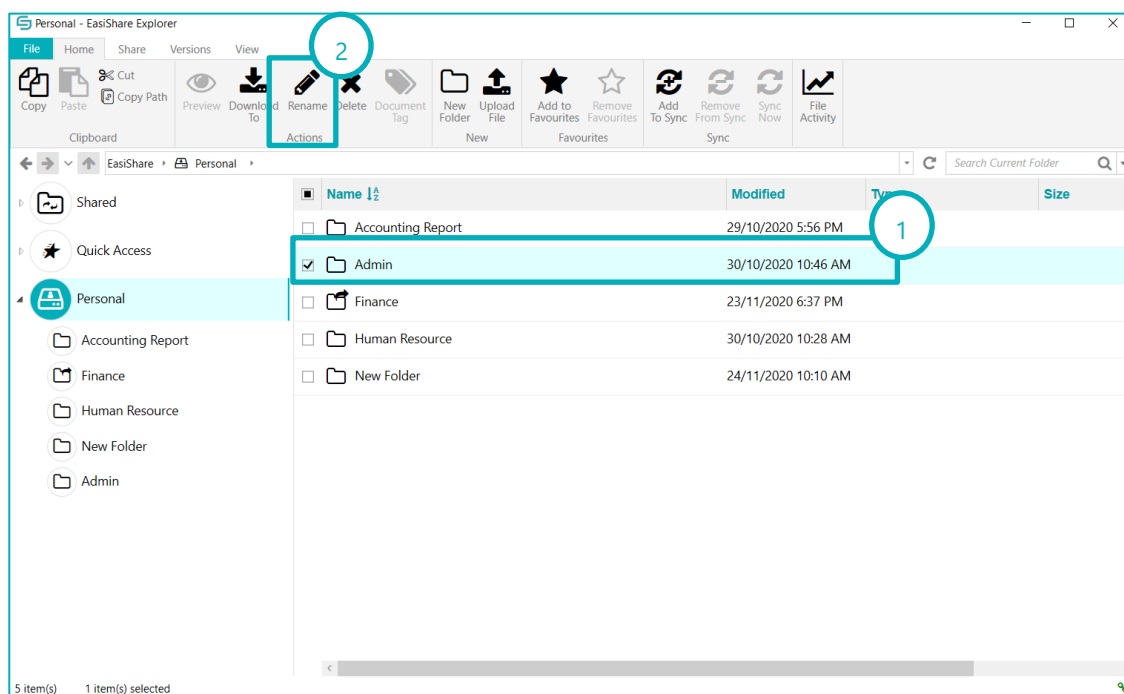 Personal - EasiShare Explorer
File Home Share Versions View
2
Copy Paste Cut Copy Path Preview Download To Rename Delete Document Tag New Folder Upload File Add to Favourites Remove Favourites Add To Sync Remove From Sync Sync Now File Activity
Clipboard Actions New Favourites Sync
EasiShare Personal Search Current Folder
Shared
Quick Access
Personal
Accounting Report
Finance
Human Resource
New Folder
Admin
Name Modified Type Size
1
Accounting Report 29/10/2020 5:56 PM
Admin 30/10/2020 10:46 AM
Finance 23/11/2020 6:37 PM
Human Resource 30/10/2020 10:28 AM
New Folder 24/11/2020 10:10 AM
5 item(s) 1 item(s) selected